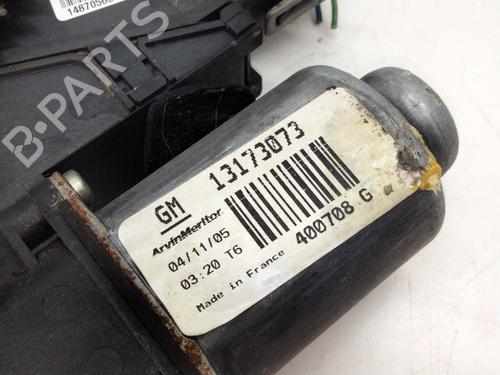 B-PARTS
GM
13173073
ArvinMeritor
04/11/05
03:20 T6
400708 G
Made in France